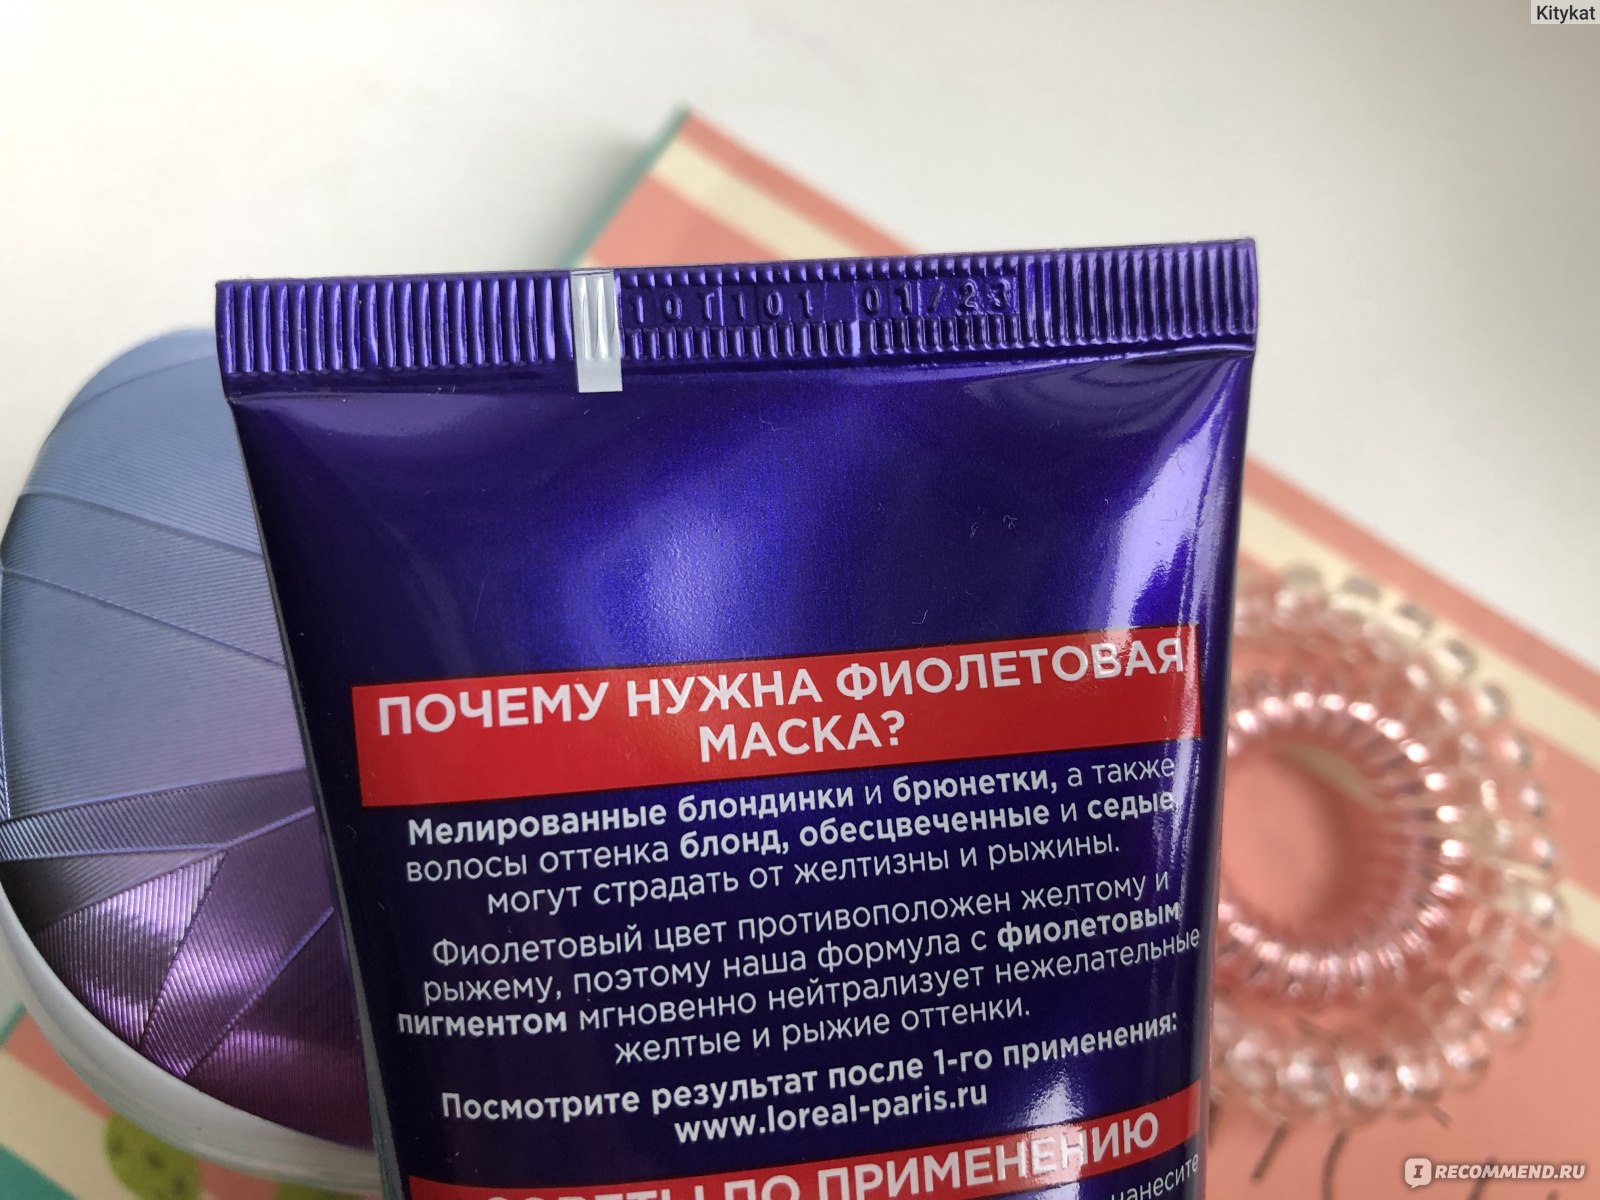 Kitykat
10T101 01/23
ПОЧЕМУ НУЖНА ФИОЛЕТОВАЯ
МАСКА?
Мелированные блондинки и брюнетки, а также
волосы оттенка блонд, обесцвеченные и седые,
могут страдать от желтизны и рыжины.
Фиолетовый цвет противоположен желтому и
рыжему, поэтому наша формула с фиолетовым
пигментом мгновенно нейтрализует нежелательные
желтые и рыжие оттенки.
Посмотрите результат после 1-го применения:
www.loreal-paris.ru
СОВЕТЫ ПО ПРИМЕНЕНИЮ
нанесите
IRECOMMEND.RU